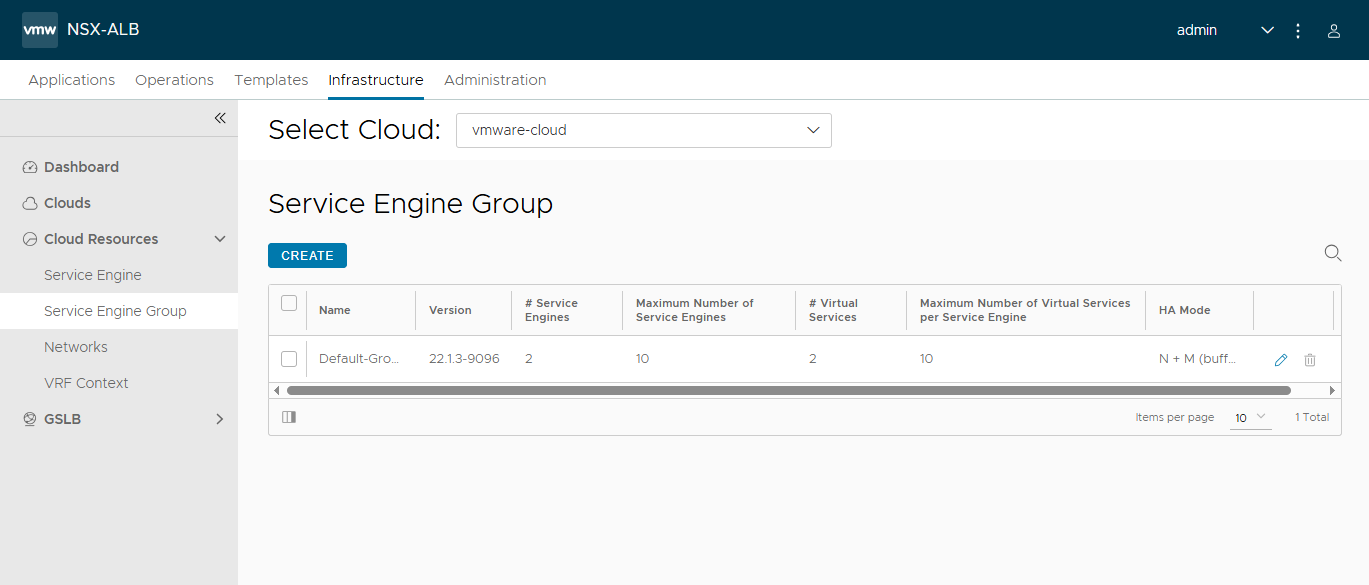 vmw NSX-ALB admin
Applications Operations Templates Infrastructure Administration
Select Cloud: vmware-cloud
Dashboard
Clouds
Cloud Resources
Service Engine
Service Engine Group
Networks
VRF Context
GSLB
Service Engine Group
CREATE
Name Version # Service Engines Maximum Number of Service Engines # Virtual Services Maximum Number of Virtual Services per Service Engine HA Mode
Default-Gro... 22.1.3-9096 2 10 2 10 N + M (buff...
Items per page 10 1 Total